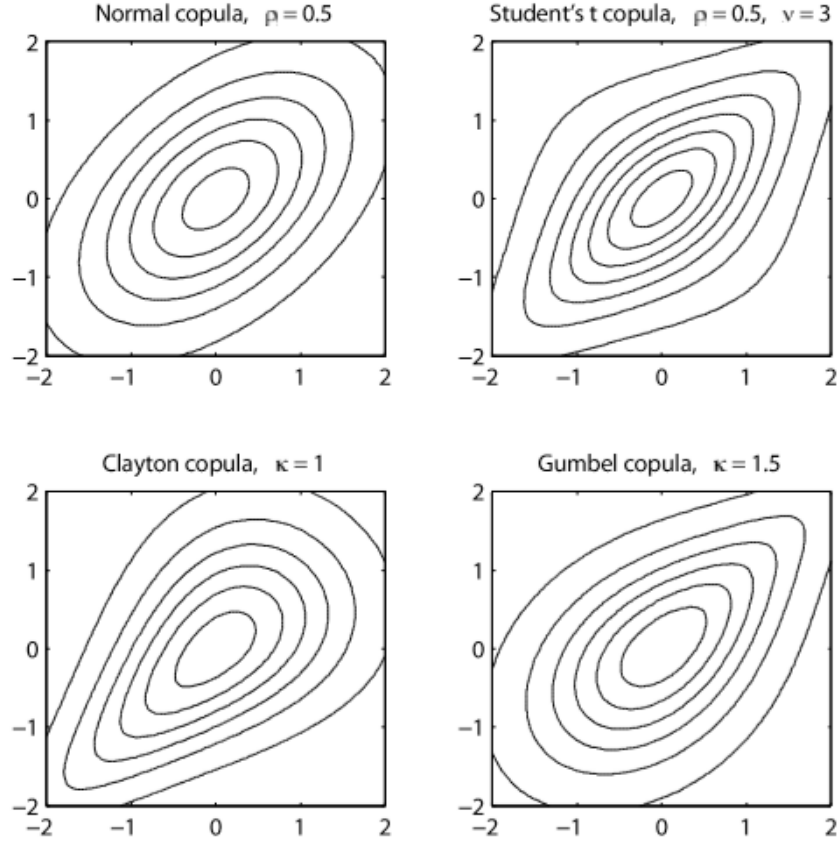 Normal copula, ρ = 0.5
Student's t copula, ρ = 0.5, ν = 3
2
1
0
−1
−2
−2 −1 0 1 2
2
1
0
−1
−2
−2 −1 0 1 2
Clayton copula, κ = 1
Gumbel copula, κ = 1.5
2
1
0
−1
−2
−2 −1 0 1 2
2
1
0
−1
−2
−2 −1 0 1 2